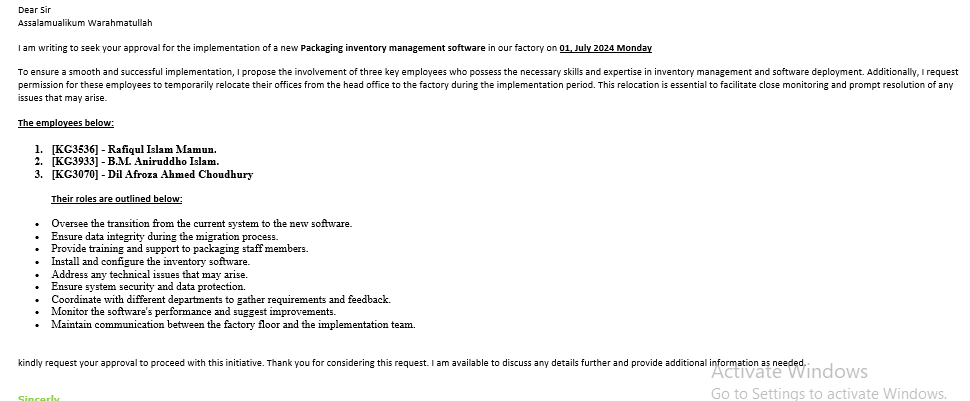 Dear Sir
Assalamualikum Warahmatullah
I am writing to seek your approval for the implementation of a new Packaging inventory management software in our factory on 01, July 2024 Monday
To ensure a smooth and successful implementation, I propose the involvement of three key employees who possess the necessary skills and expertise in inventory management and software deployment. Additionally, I request
permission for these employees to temporarily relocate their offices from the head office to the factory during the implementation period. This relocation is essential to facilitate close monitoring and prompt resolution of any
issues that may arise.
The employees below:
1. [KG3536] - Rafiqul Islam Mamun.
2. [KG3933] - B.M. Aniruddho Islam.
3. [KG3070] - Dil Afroza Ahmed Choudhury
Their roles are outlined below:
• Oversee the transition from the current system to the new software.
• Ensure data integrity during the migration process.
• Provide training and support to packaging staff members.
• Install and configure the inventory software.
• Address any technical issues that may arise.
• Ensure system security and data protection.
• Coordinate with different departments to gather requirements and feedback.
• Monitor the software's performance and suggest improvements.
• Maintain communication between the factory floor and the implementation team.
kindly request your approval to proceed with this initiative. Thank you for considering this request. I am available to discuss any details further and provide additional information as needed.
Activate Windows
Go to Settings to activate Windows.
Sincerly